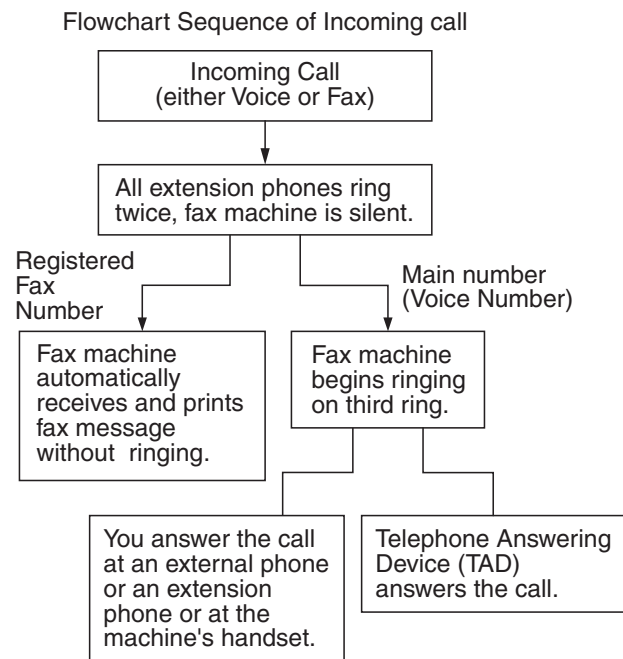 Flowchart Sequence of Incoming call
Incoming Call
(either Voice or Fax)
All extension phones ring
twice, fax machine is silent.
Registered
Fax
Number
Main number
(Voice Number)
Fax machine
automatically
receives and prints
fax message
without ringing.
Fax machine
begins ringing
on third ring.
You answer the call
at an external phone
or an extension
phone or at the
machine's handset.
Telephone Answering
Device (TAD)
answers the call.